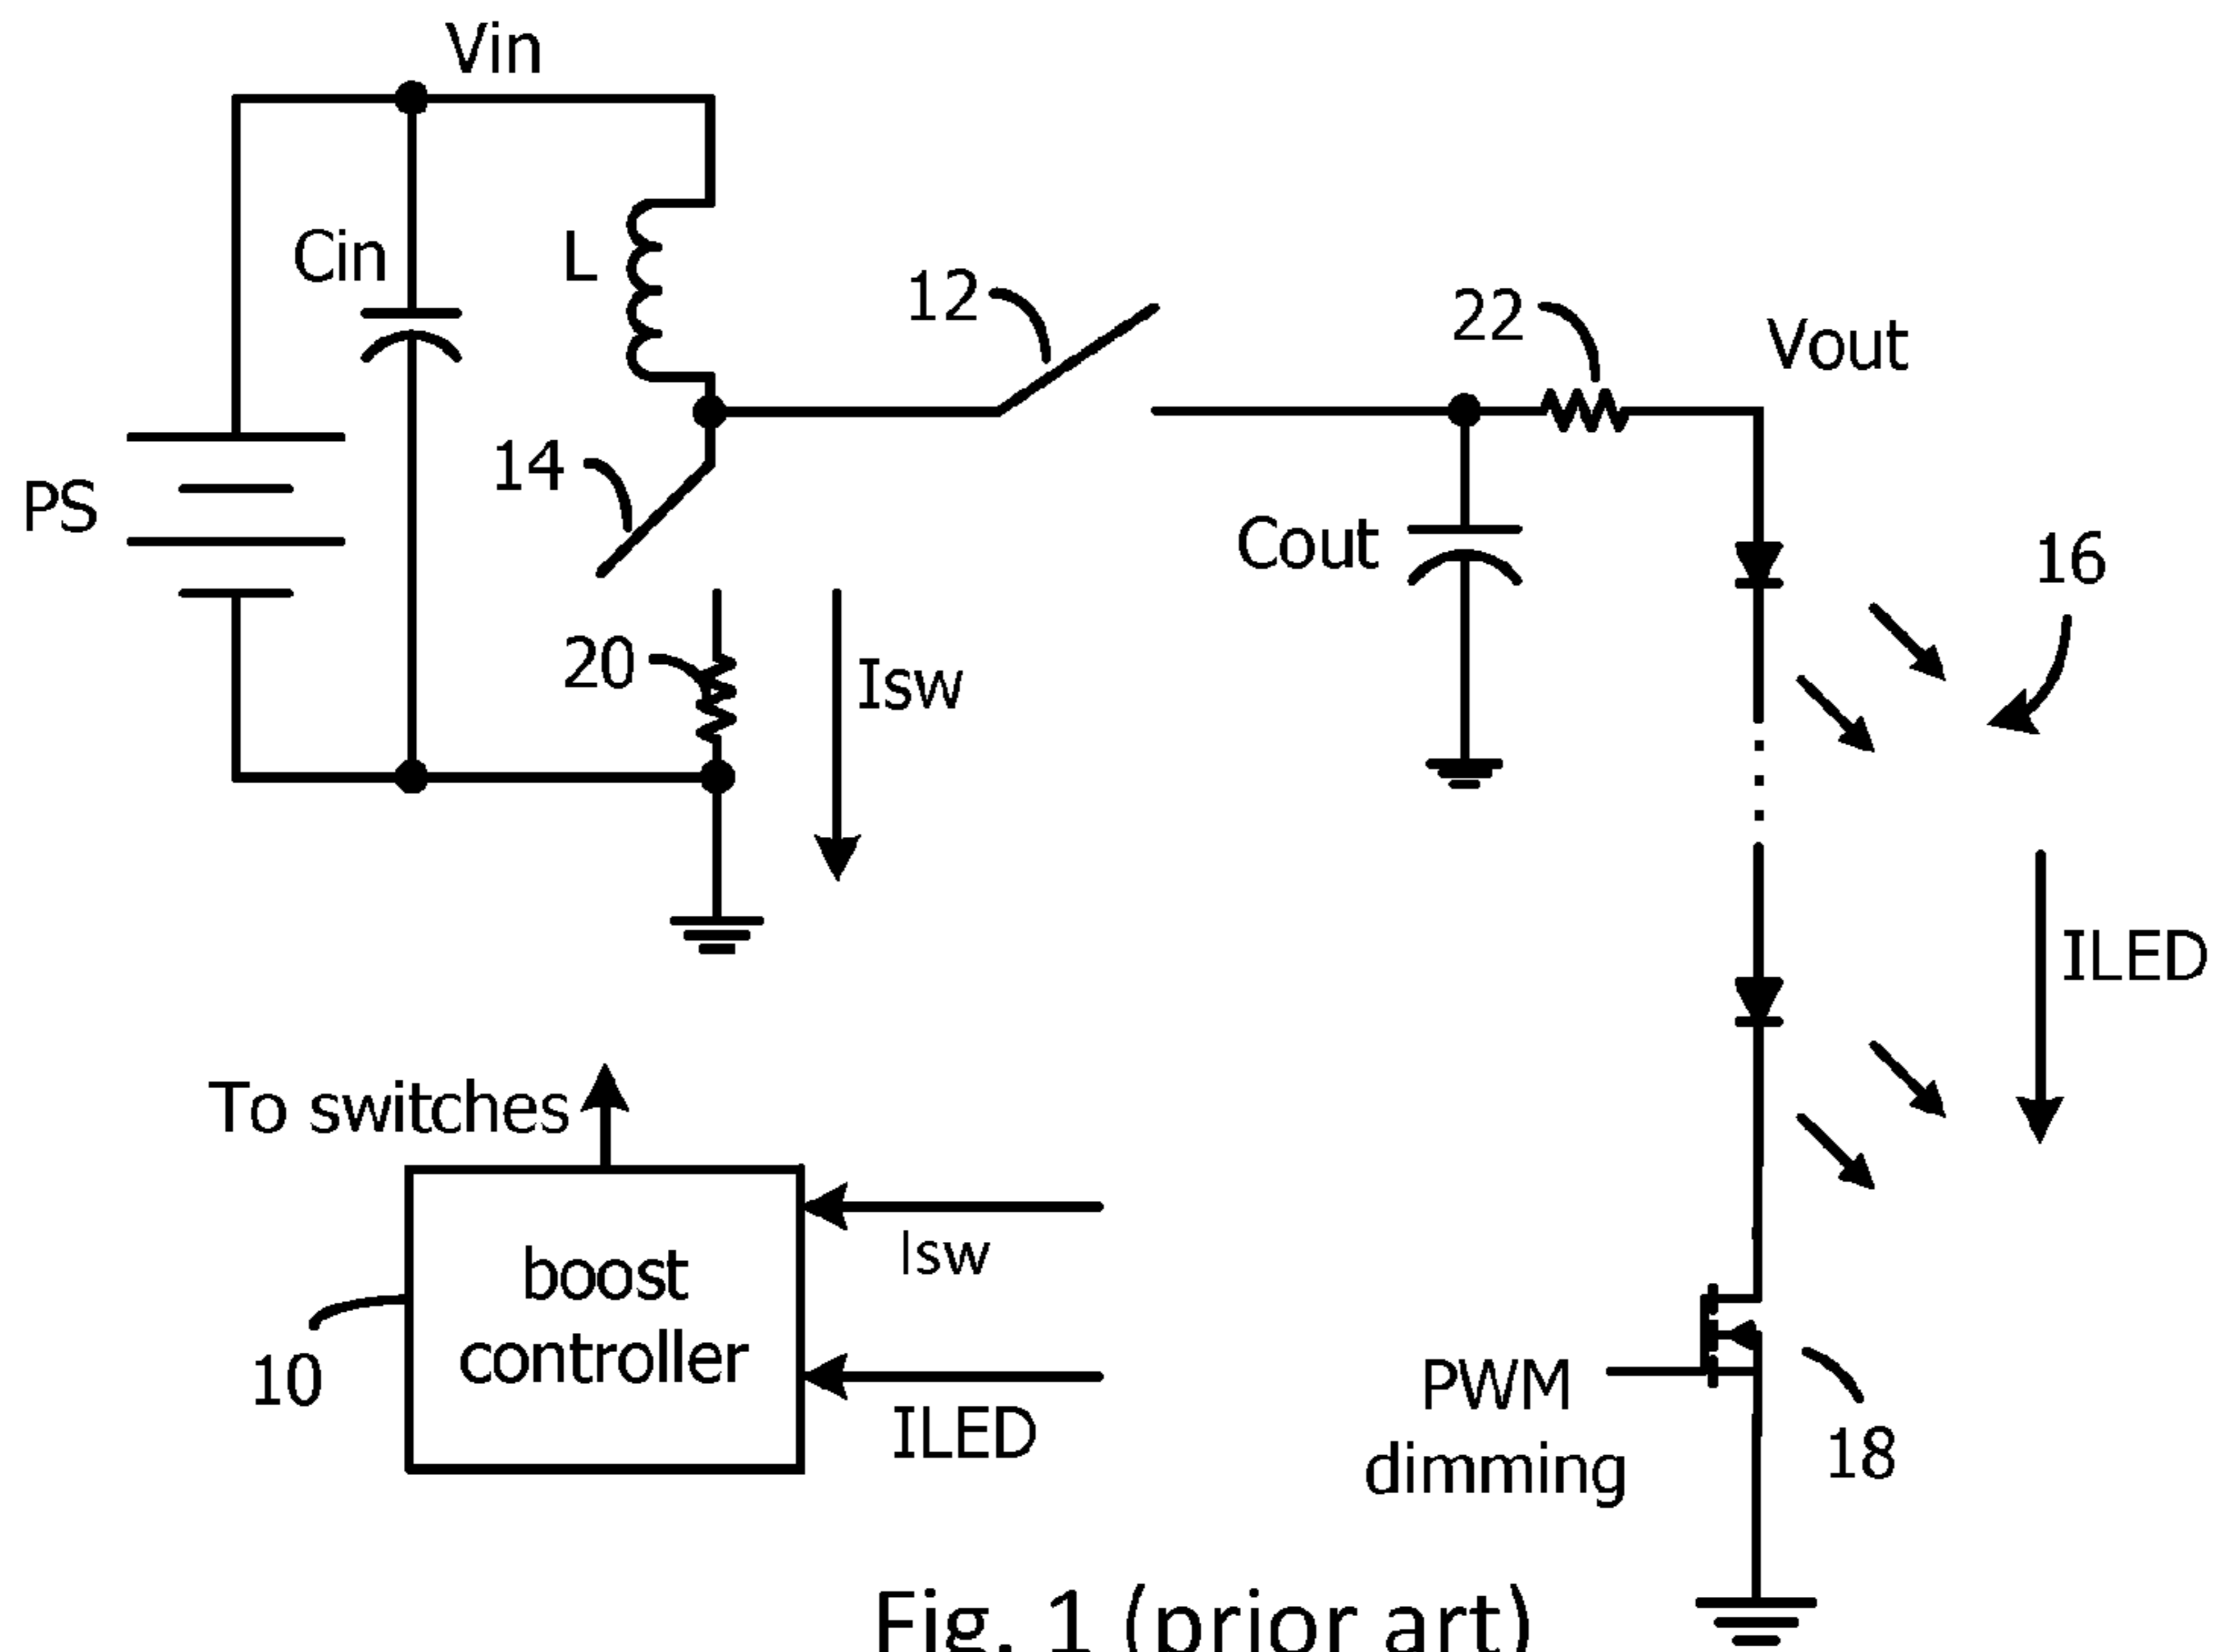 Vin
Cin
L
12
22
Vout
14
PS
Cout
16
20
Isw
ILED
To switches
Isw
boost
controller
10
ILED
PWM
dimming
18
Fig. 1 (prior art)